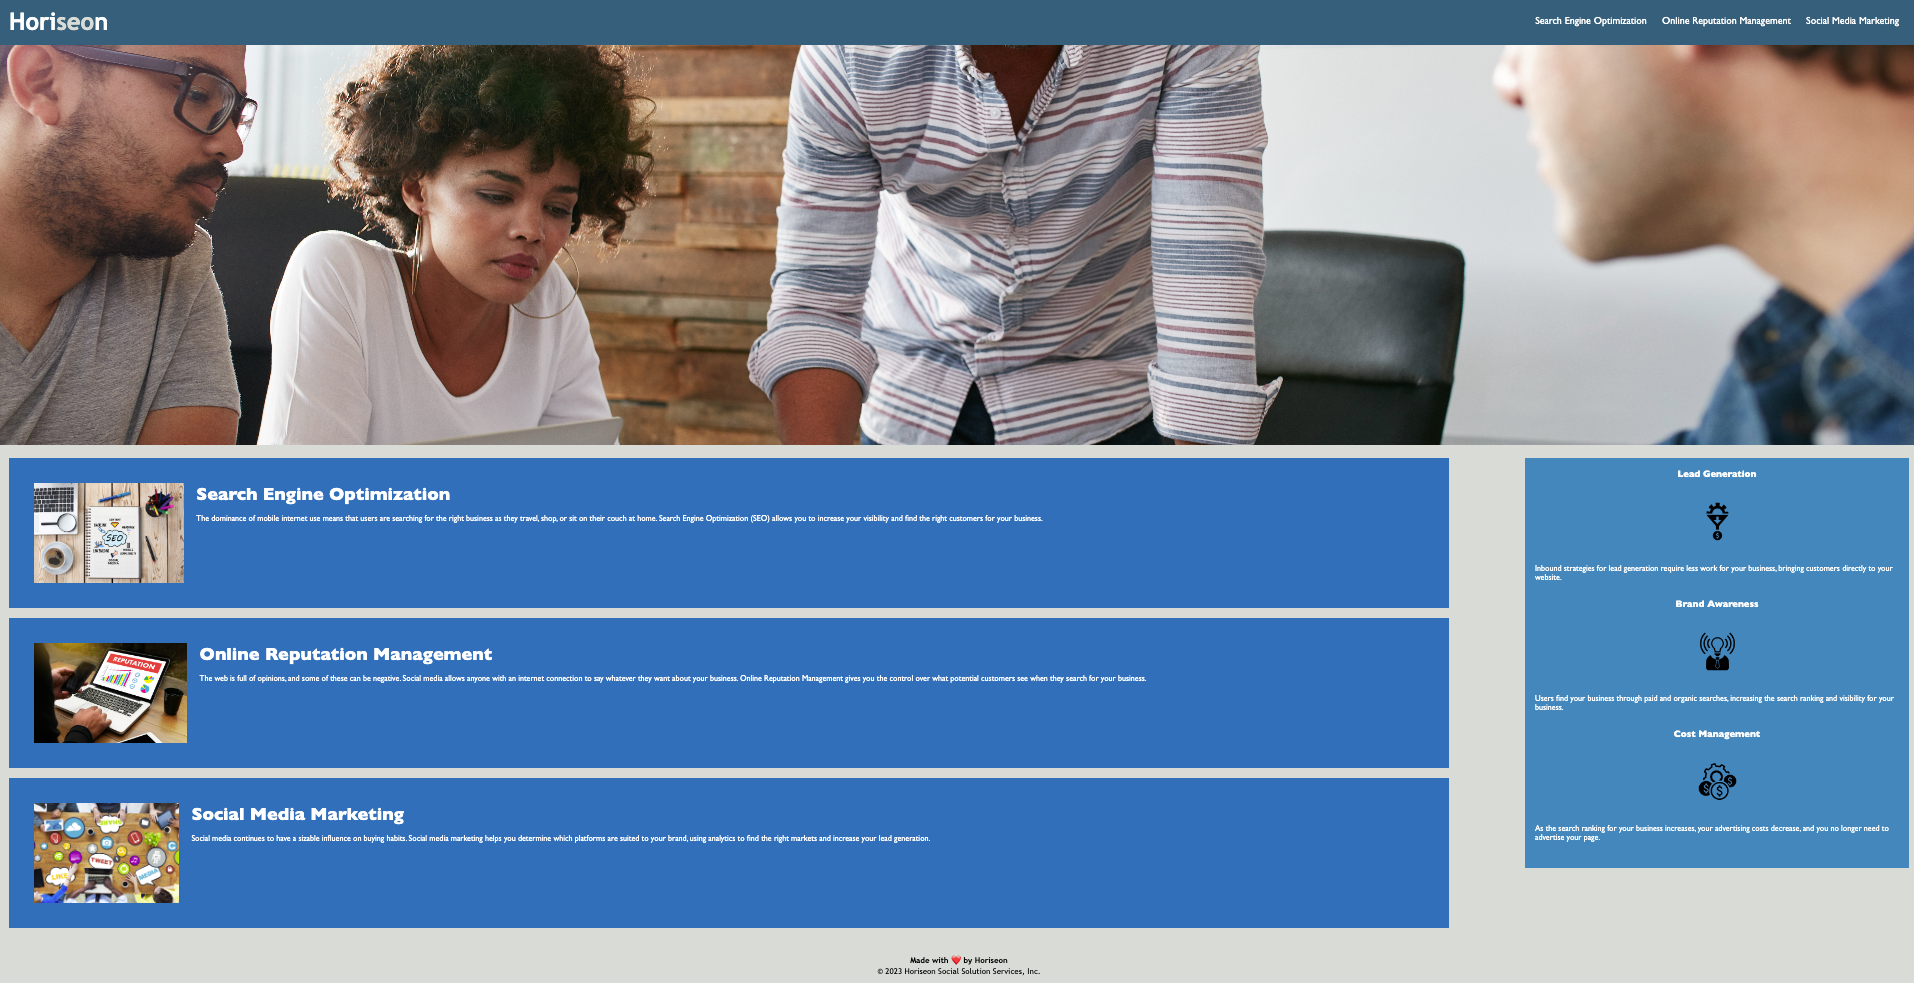 Horiseon
Search Engine Optimization
Online Reputation Management
Social Media Marketing
SEO
Search Engine Optimization
The dominance of mobile internet use means that users are searching for the right business as they travel, shop, or sit on their couch at home. Search Engine Optimization (SEO) allows you to increase your visibility and find the right customers for your business.
REPUTATION
Online Reputation Management
The web is full of opinions, and some of these can be negative. Social media allows anyone with an internet connection to say whatever they want about your business. Online Reputation Management gives you the control over what potential customers see when they search for your business.
SHARE
TWEET
LIKE
MEDIA
Social Media Marketing
Social media continues to have a sizable influence on buying habits. Social media marketing helps you determine which platforms are suited to your brand, using analytics to find the right markets and increase your lead generation.
Lead Generation
$
Inbound strategies for lead generation require less work for your business, bringing customers directly to your
website.
Brand Awareness
Users find your business through paid and organic searches, increasing the search ranking and visibility for your
business.
Cost Management
$ $ $
As the search ranking for your business increases, your advertising costs decrease, and you no longer need to
advertise your page.
Made with ❤️ by Horiseon
© 2023 Horiseon Social Solution Services, Inc.